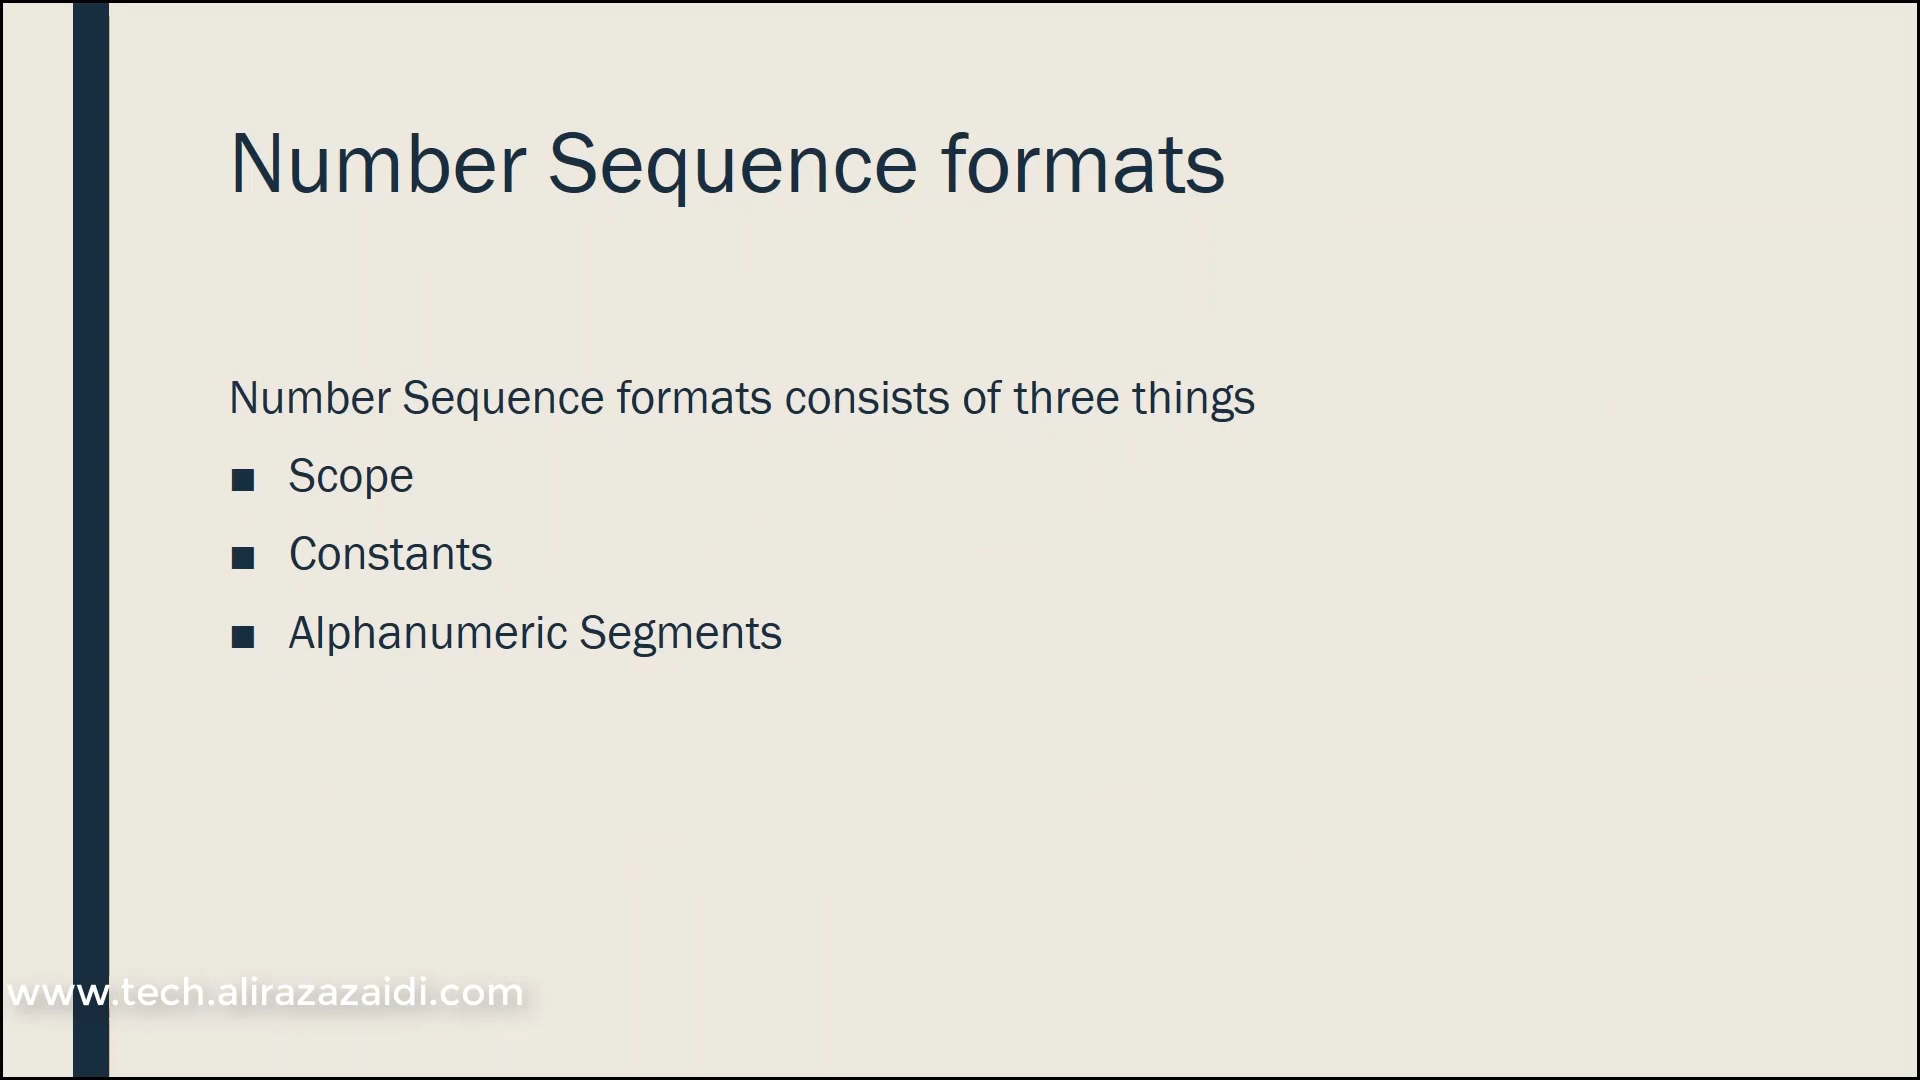 Number Sequence formats
Number Sequence formats consists of three things
■ Scope
■ Constants
■ Alphanumeric Segments
www.tech.alirazazaidi.com